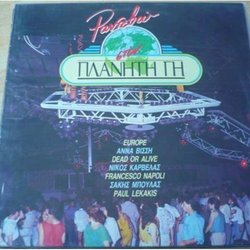 Ραντεβού
στον
ΠΛΑΝΗΤΗ ΓΗ
EUROPE
ΑΝΝΑ ΒΙΣΣΗ
DEAD OR ALIVE
ΝΙΚΟΣ ΚΑΡΒΕΛΑΣ
FRANCESCO NAPOLI
ΣΑΚΗΣ ΜΠΟΥΛΑΣ
PAUL LEKAKIS